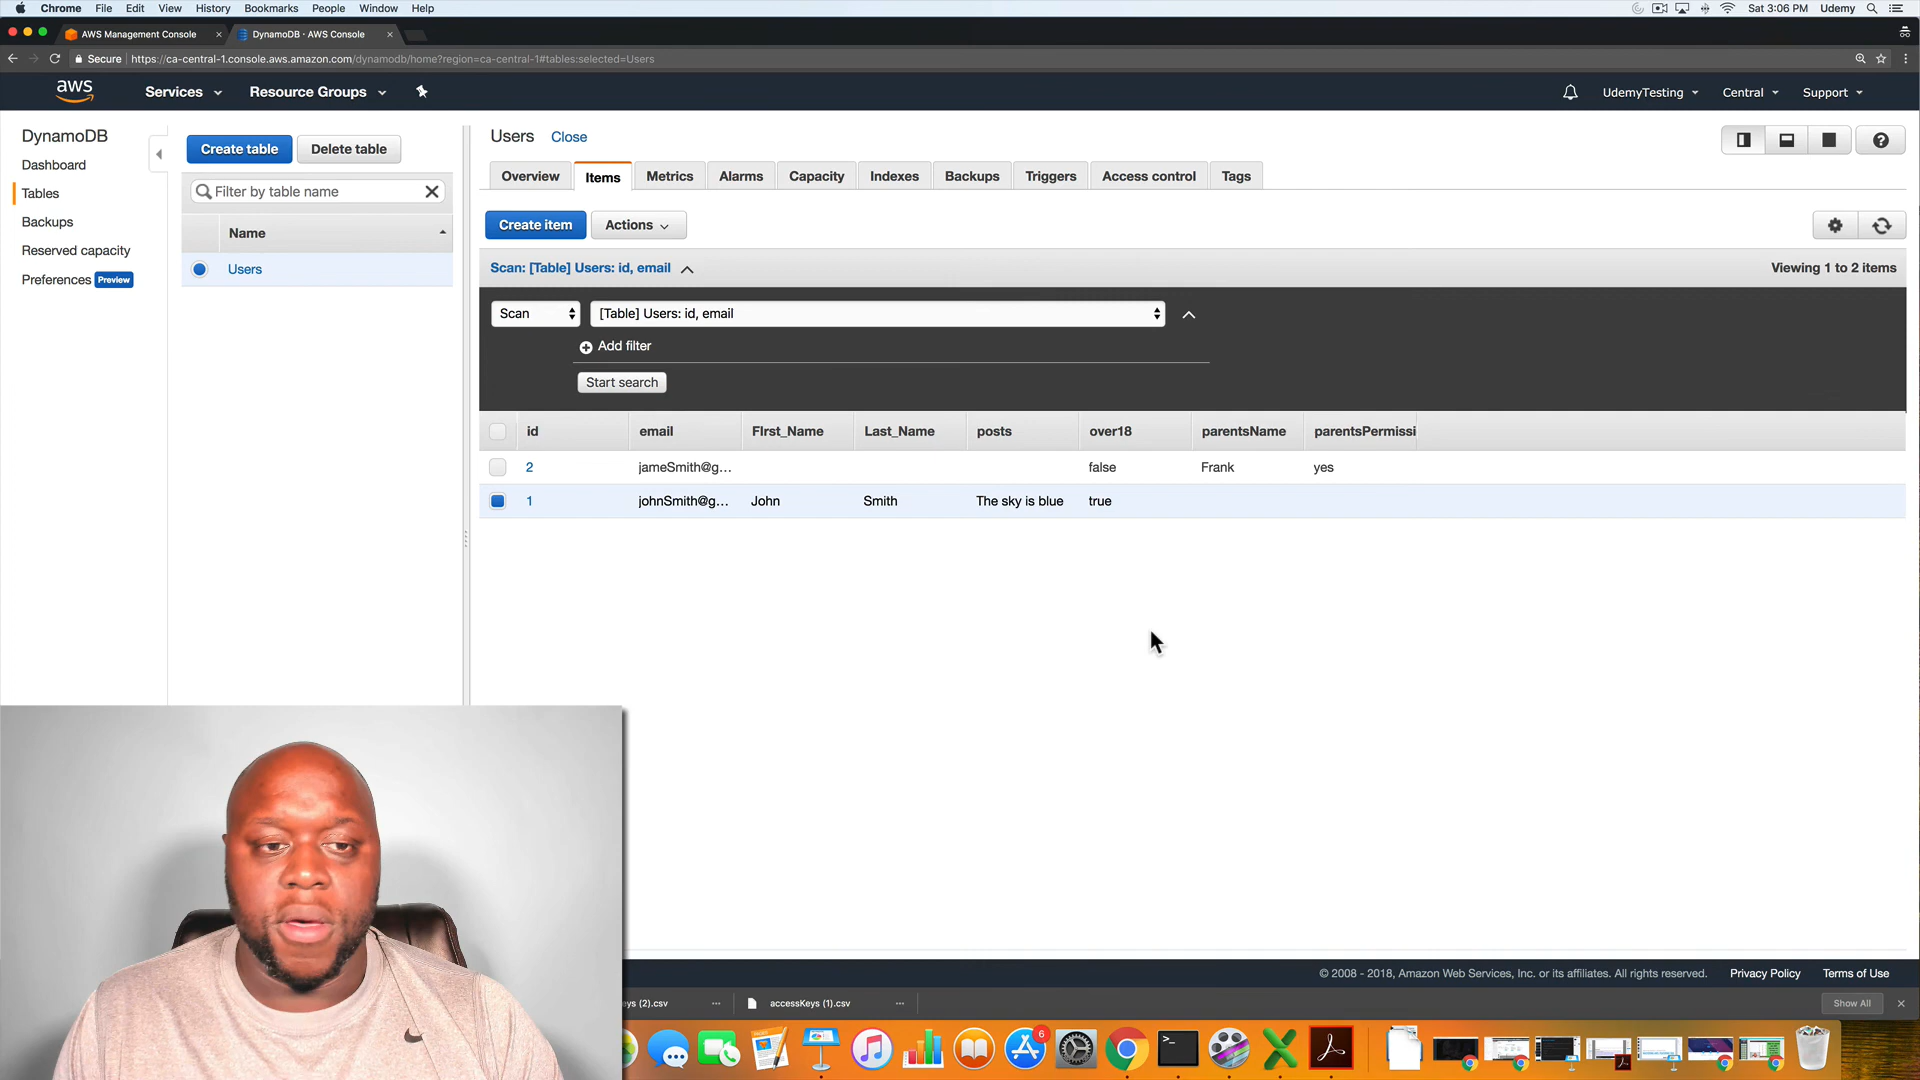 Chrome File Edit View History Bookmarks People Window Help Sat 3:06 PM Udemy
AWS Management Console DynamoDB · AWS Console
Secure https://ca-central-1.console.aws.amazon.com/dynamodb/home?region=ca-central-1#tables:selected=Users
aws Services Resource Groups UdemyTesting Central Support
DynamoDB
Dashboard
Tables
Backups
Reserved capacity
Preferences Preview
Create table Delete table
Filter by table name
Name
Users
Users Close
Overview Items Metrics Alarms Capacity Indexes Backups Triggers Access control Tags
Create item Actions
Scan: [Table] Users: id, email Viewing 1 to 2 items
Scan [Table] Users: id, email
Add filter
Start search
id email FIrst_Name Last_Name posts over18 parentsName parentsPermissi
2 jameSmith@g... false Frank yes
1 johnSmith@g... John Smith The sky is blue true
© 2008 - 2018, Amazon Web Services, Inc. or its affiliates. All rights reserved. Privacy Policy Terms of Use
ys (2).csv accessKeys (1).csv Show All
6